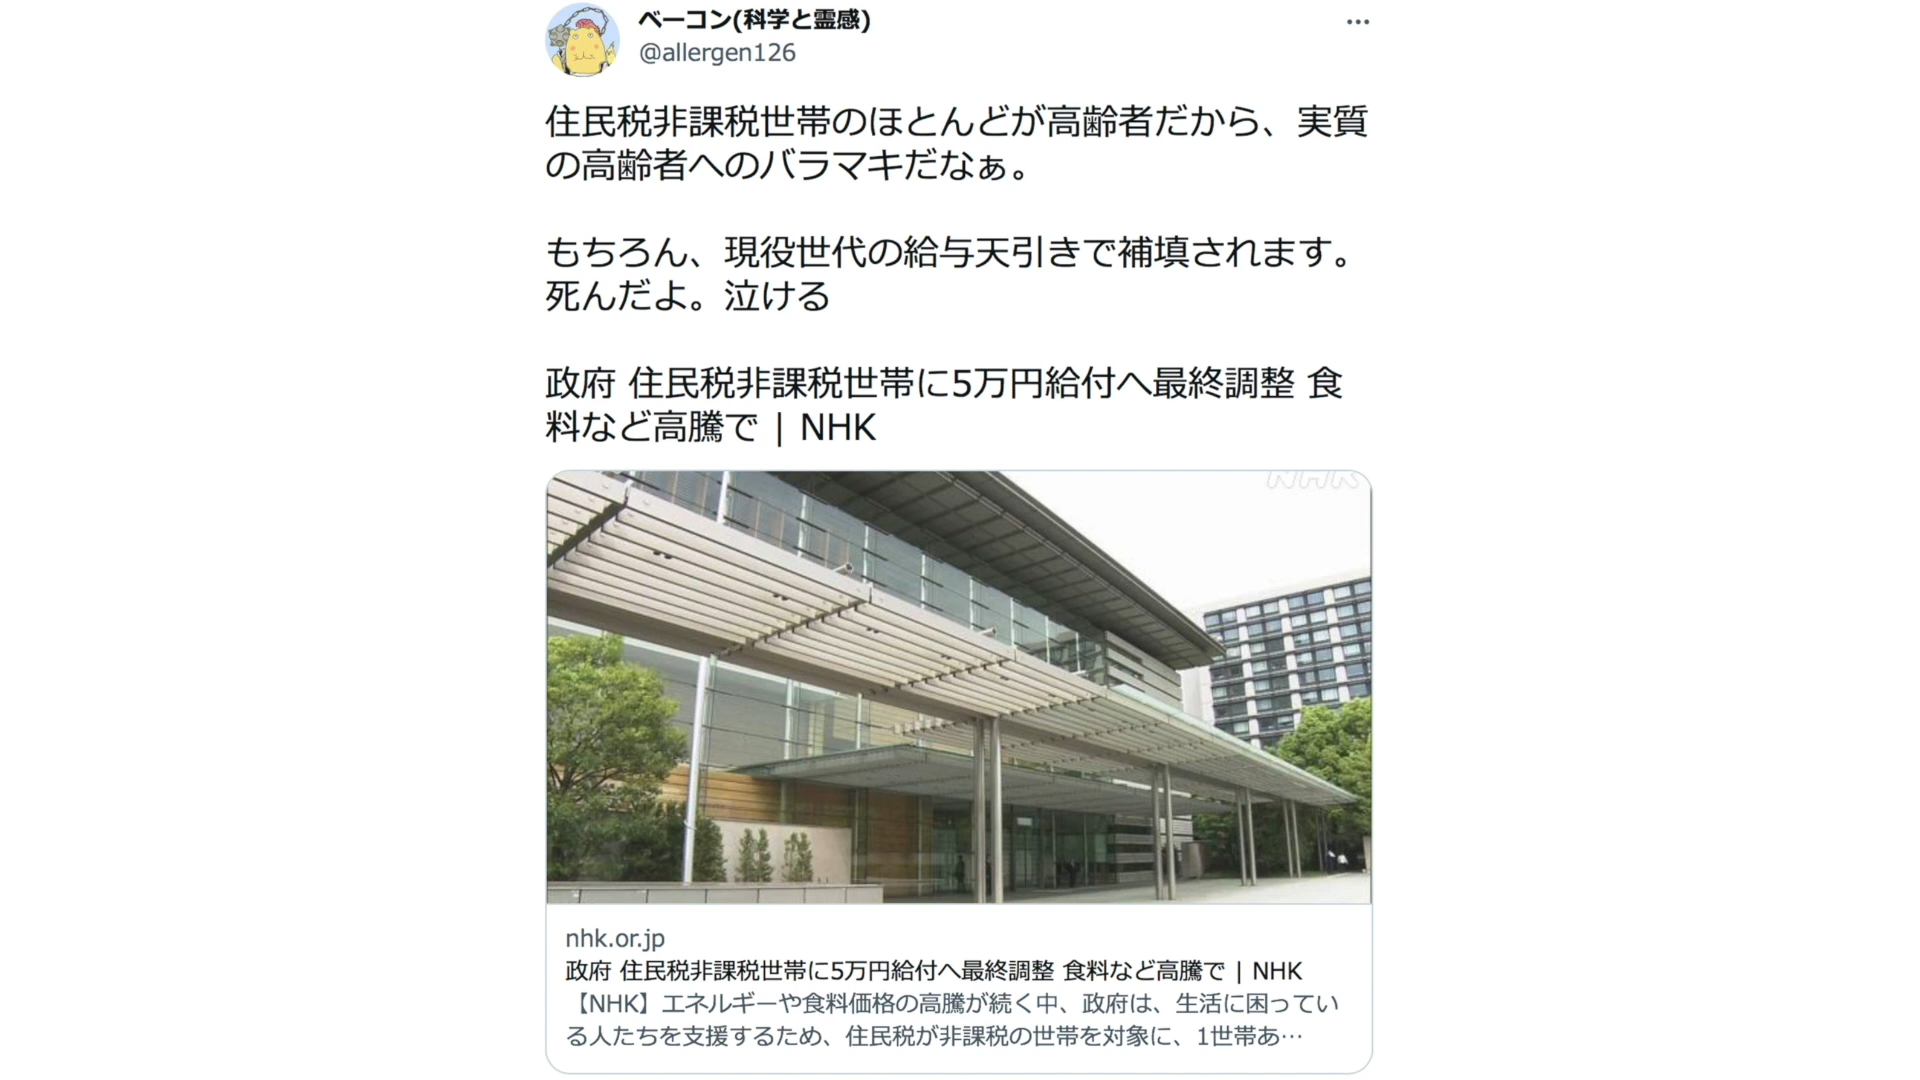 ベーコン(科学と霊感)
@allergen126
住民税非課税世帯のほとんどが高齢者だから、実質
の高齢者へのバラマキだなぁ。
もちろん、現役世代の給与天引きで補填されます。
死んだよ。泣ける
政府 住民税非課税世帯に5万円給付へ最終調整 食
料など高騰で | NHK
NHK
nhk.or.jp
政府 住民税非課税世帯に5万円給付へ最終調整 食料など高騰で | NHK
【NHK】エネルギーや食料価格の高騰が続く中、政府は、生活に困ってい
る人たちを支援するため、住民税が非課税の世帯を対象に、1世帯あ…